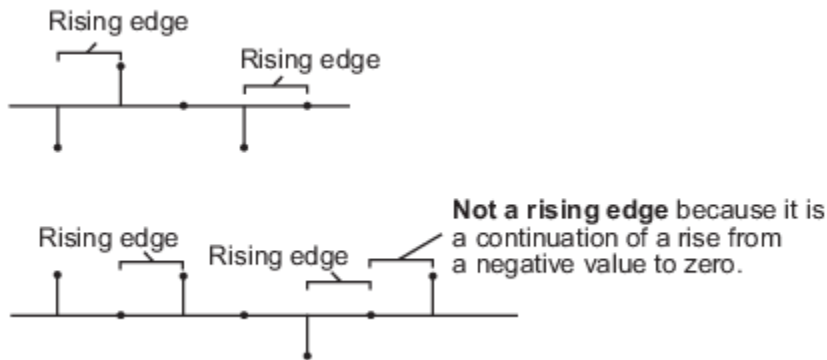 Rising edge
Rising edge
Rising edge
Rising edge
Not a rising edge because it is
a continuation of a rise from
a negative value to zero.